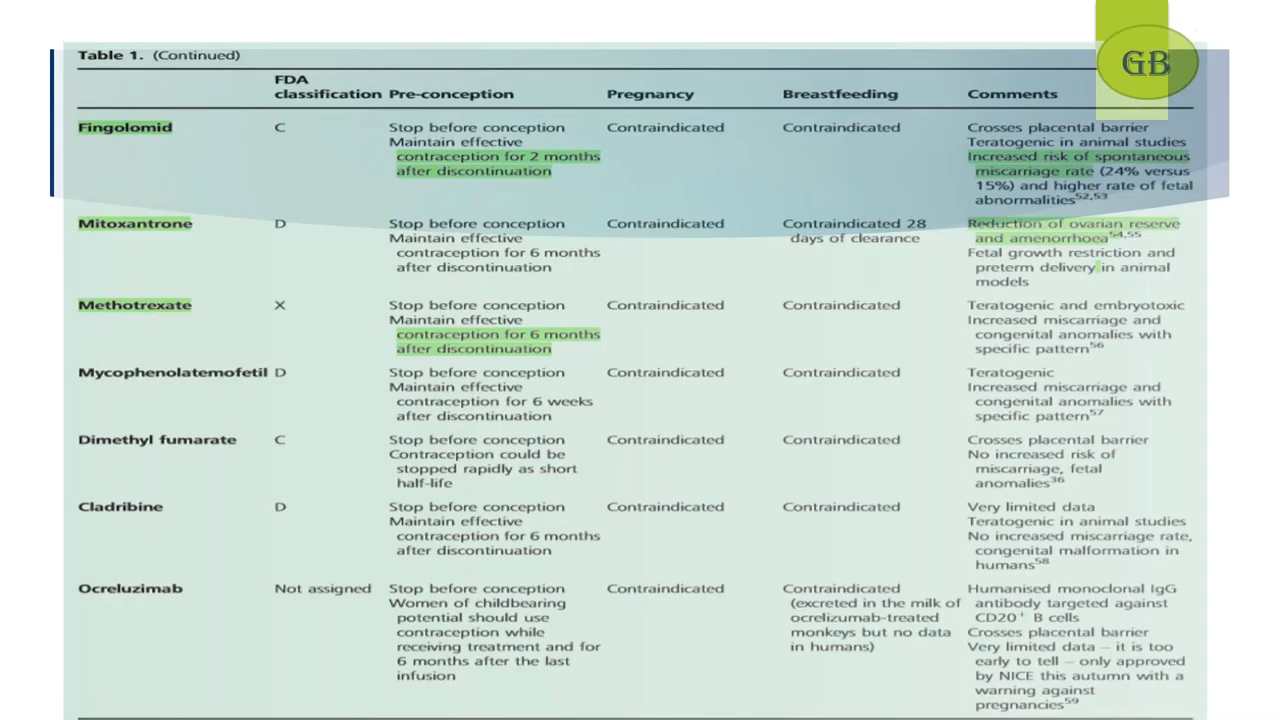 GB
Table 1. (Continued)
FDA
classification Pre-conception Pregnancy Breastfeeding Comments
Fingolomid C Stop before conception Contraindicated Contraindicated Crosses placental barrier
Maintain effective Teratogenic in animal studies
contraception for 2 months Increased risk of spontaneous
after discontinuation miscarriage rate (24% versus
15%) and higher rate of fetal
abnormalities52,53
Mitoxantrone D Stop before conception Contraindicated Contraindicated 28 Reduction of ovarian reserve
Maintain effective days of clearance and amenorrhoea54,55
contraception for 6 months Fetal growth restriction and
after discontinuation preterm delivery in animal
models
Methotrexate X Stop before conception Contraindicated Contraindicated Teratogenic and embryotoxic
Maintain effective Increased miscarriage and
contraception for 6 months congenital anomalies with
after discontinuation specific pattern56
Mycophenolatemofetil D Stop before conception Contraindicated Contraindicated Teratogenic
Maintain effective Increased miscarriage and
contraception for 6 weeks congenital anomalies with
after discontinuation specific pattern57
Dimethyl fumarate C Stop before conception Contraindicated Contraindicated Crosses placental barrier
Contraception could be No increased risk of
stopped rapidly as short miscarriage, fetal
half-life anomalies36
Cladribine D Stop before conception Contraindicated Contraindicated Very limited data
Maintain effective Teratogenic in animal studies
contraception for 6 months No increased miscarriage rate,
after discontinuation congenital malformation in
humans58
Ocreluzimab Not assigned Stop before conception Contraindicated Contraindicated Humanised monoclonal IgG
Women of childbearing (excreted in the milk of antibody targeted against
potential should use ocrelizumab-treated CD20+ B cells
contraception while monkeys but no data Crosses placental barrier
receiving treatment and for in humans) Very limited data – it is too
6 months after the last early to tell – only approved
infusion by NICE this autumn with a
warning against
pregnancies59